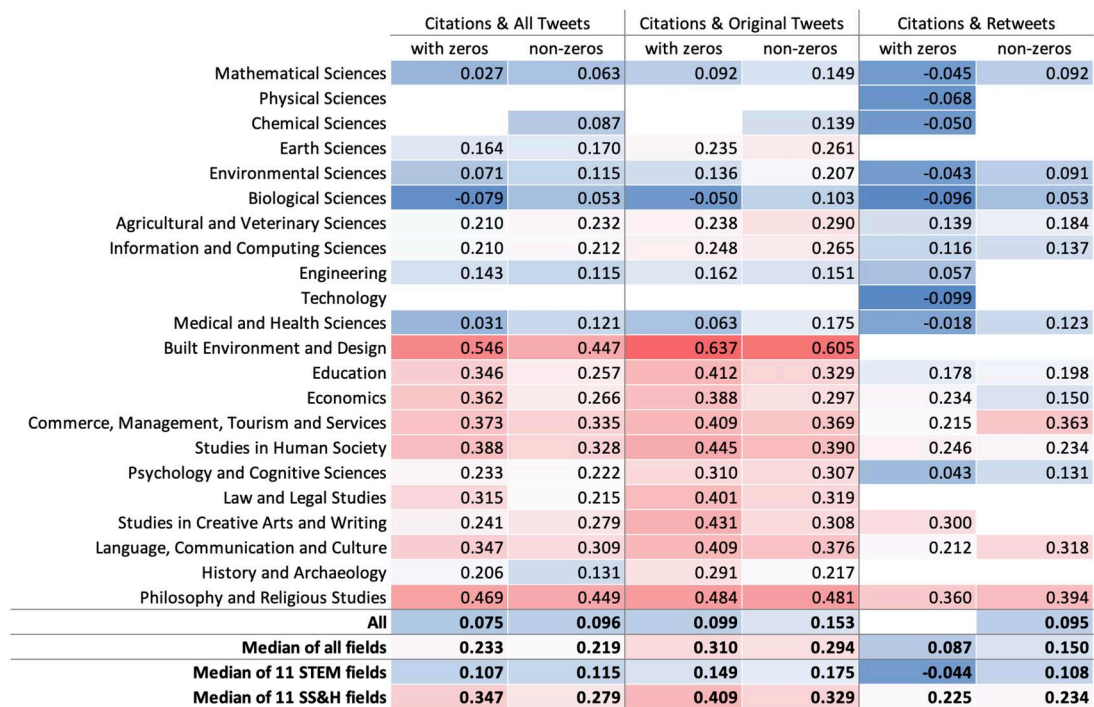 Citations & All Tweets Citations & Original Tweets Citations & Retweets
with zeros non-zeros with zeros non-zeros with zeros non-zeros
Mathematical Sciences 0.027 0.063 0.092 0.149 -0.045 0.092
Physical Sciences -0.068
Chemical Sciences 0.087 0.139 -0.050
Earth Sciences 0.164 0.170 0.235 0.261
Environmental Sciences 0.071 0.115 0.136 0.207 -0.043 0.091
Biological Sciences -0.079 0.053 -0.050 0.103 -0.096 0.053
Agricultural and Veterinary Sciences 0.210 0.232 0.238 0.290 0.139 0.184
Information and Computing Sciences 0.210 0.212 0.248 0.265 0.116 0.137
Engineering 0.143 0.115 0.162 0.151 0.057
Technology -0.099
Medical and Health Sciences 0.031 0.121 0.063 0.175 -0.018 0.123
Built Environment and Design 0.546 0.447 0.637 0.605
Education 0.346 0.257 0.412 0.329 0.178 0.198
Economics 0.362 0.266 0.388 0.297 0.234 0.150
Commerce, Management, Tourism and Services 0.373 0.335 0.409 0.369 0.215 0.363
Studies in Human Society 0.388 0.328 0.445 0.390 0.246 0.234
Psychology and Cognitive Sciences 0.233 0.222 0.310 0.307 0.043 0.131
Law and Legal Studies 0.315 0.215 0.401 0.319
Studies in Creative Arts and Writing 0.241 0.279 0.431 0.308 0.300
Language, Communication and Culture 0.347 0.309 0.409 0.376 0.212 0.318
History and Archaeology 0.206 0.131 0.291 0.217
Philosophy and Religious Studies 0.469 0.449 0.484 0.481 0.360 0.394
All 0.075 0.096 0.099 0.153 0.095
Median of all fields 0.233 0.219 0.310 0.294 0.087 0.150
Median of 11 STEM fields 0.107 0.115 0.149 0.175 -0.044 0.108
Median of 11 SS&H fields 0.347 0.279 0.409 0.329 0.225 0.234